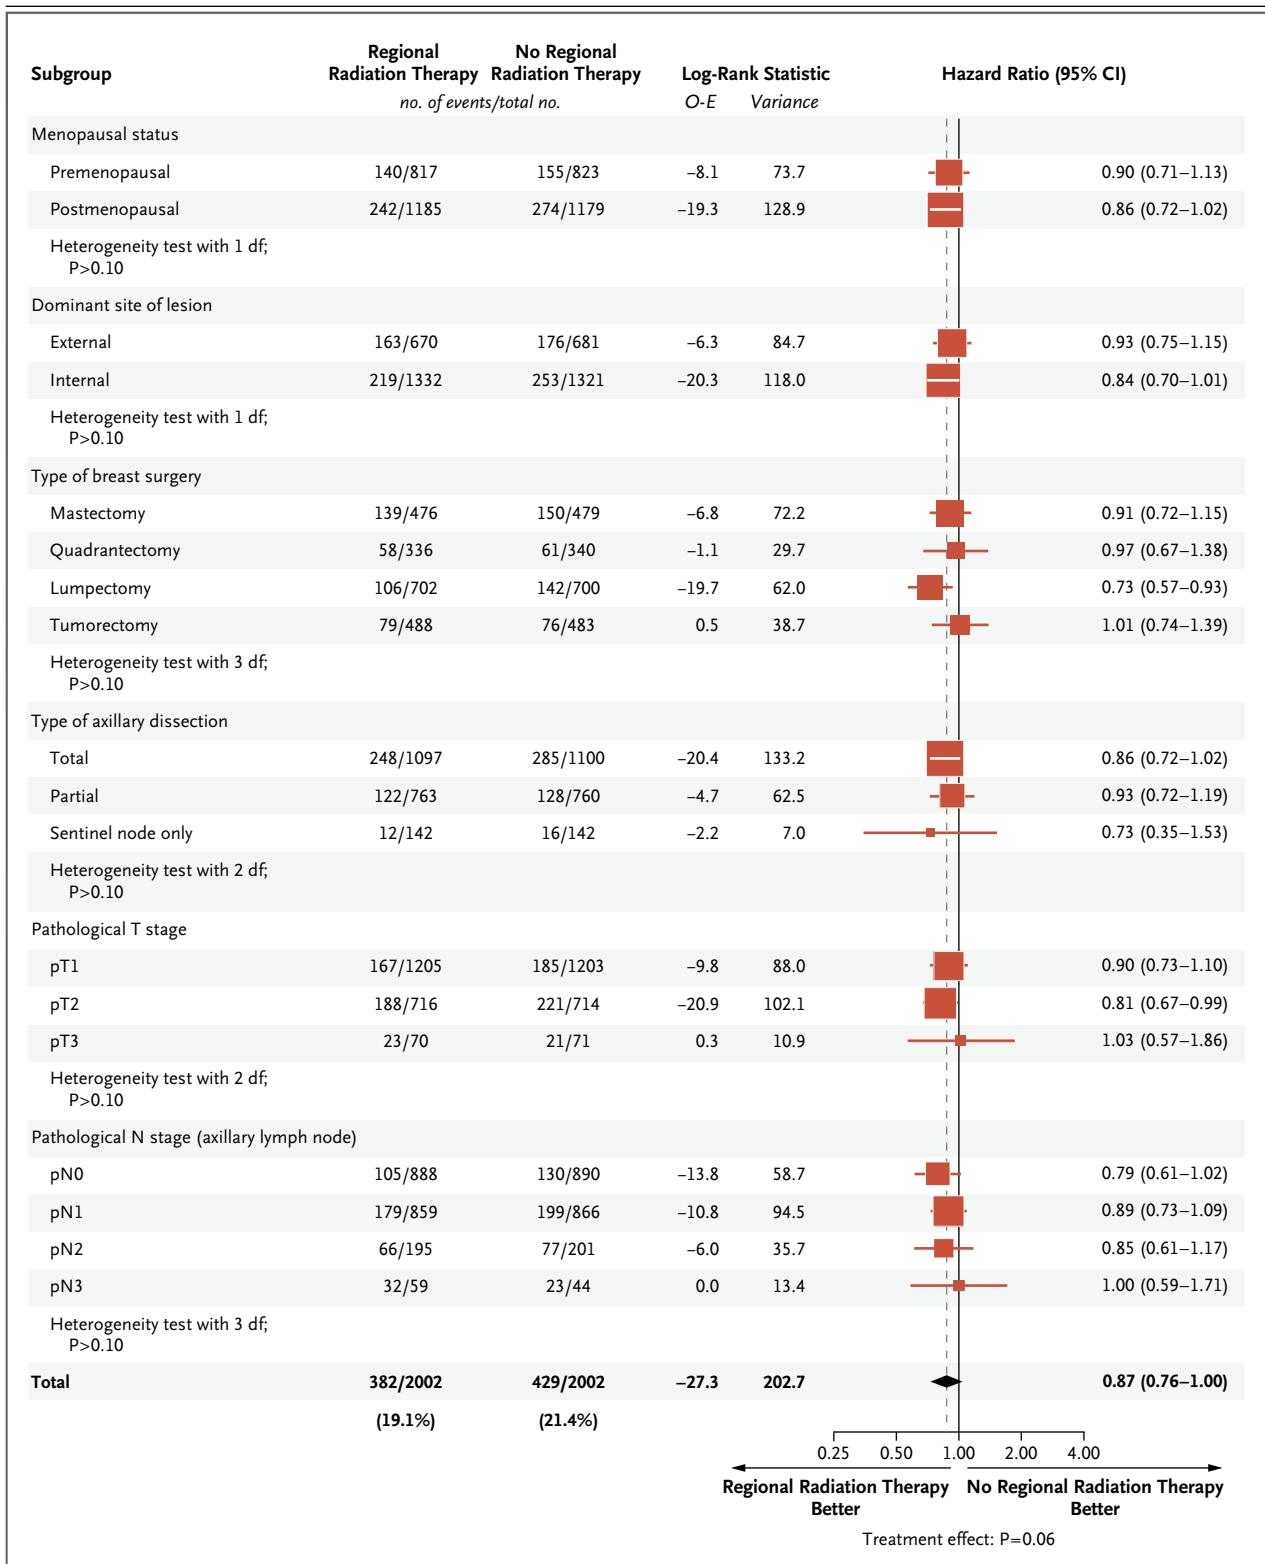 Regional No Regional
Subgroup Radiation Therapy Radiation Therapy Log-Rank Statistic Hazard Ratio (95% CI)
no. of events/total no. O-E Variance
Menopausal status
Premenopausal 140/817 155/823 –8.1 73.7 0.90 (0.71–1.13)
Postmenopausal 242/1185 274/1179 –19.3 128.9 0.86 (0.72–1.02)
Heterogeneity test with 1 df;
P>0.10
Dominant site of lesion
External 163/670 176/681 –6.3 84.7 0.93 (0.75–1.15)
Internal 219/1332 253/1321 –20.3 118.0 0.84 (0.70–1.01)
Heterogeneity test with 1 df;
P>0.10
Type of breast surgery
Mastectomy 139/476 150/479 –6.8 72.2 0.91 (0.72–1.15)
Quadrantectomy 58/336 61/340 –1.1 29.7 0.97 (0.67–1.38)
Lumpectomy 106/702 142/700 –19.7 62.0 0.73 (0.57–0.93)
Tumorectomy 79/488 76/483 0.5 38.7 1.01 (0.74–1.39)
Heterogeneity test with 3 df;
P>0.10
Type of axillary dissection
Total 248/1097 285/1100 –20.4 133.2 0.86 (0.72–1.02)
Partial 122/763 128/760 –4.7 62.5 0.93 (0.72–1.19)
Sentinel node only 12/142 16/142 –2.2 7.0 0.73 (0.35–1.53)
Heterogeneity test with 2 df;
P>0.10
Pathological T stage
pT1 167/1205 185/1203 –9.8 88.0 0.90 (0.73–1.10)
pT2 188/716 221/714 –20.9 102.1 0.81 (0.67–0.99)
pT3 23/70 21/71 0.3 10.9 1.03 (0.57–1.86)
Heterogeneity test with 2 df;
P>0.10
Pathological N stage (axillary lymph node)
pN0 105/888 130/890 –13.8 58.7 0.79 (0.61–1.02)
pN1 179/859 199/866 –10.8 94.5 0.89 (0.73–1.09)
pN2 66/195 77/201 –6.0 35.7 0.85 (0.61–1.17)
pN3 32/59 23/44 0.0 13.4 1.00 (0.59–1.71)
Heterogeneity test with 3 df;
P>0.10
Total 382/2002 429/2002 –27.3 202.7 0.87 (0.76–1.00)
(19.1%) (21.4%)
0.25 0.50 1.00 2.00 4.00
Regional Radiation Therapy No Regional Radiation Therapy
Better Better
Treatment effect: P=0.06